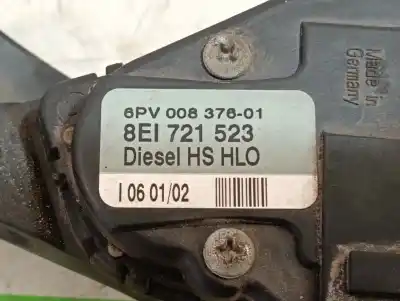 6PV 008 376-01
8EI 721 523
Diesel HS HLO
I 06 01/02
Made in
Germany